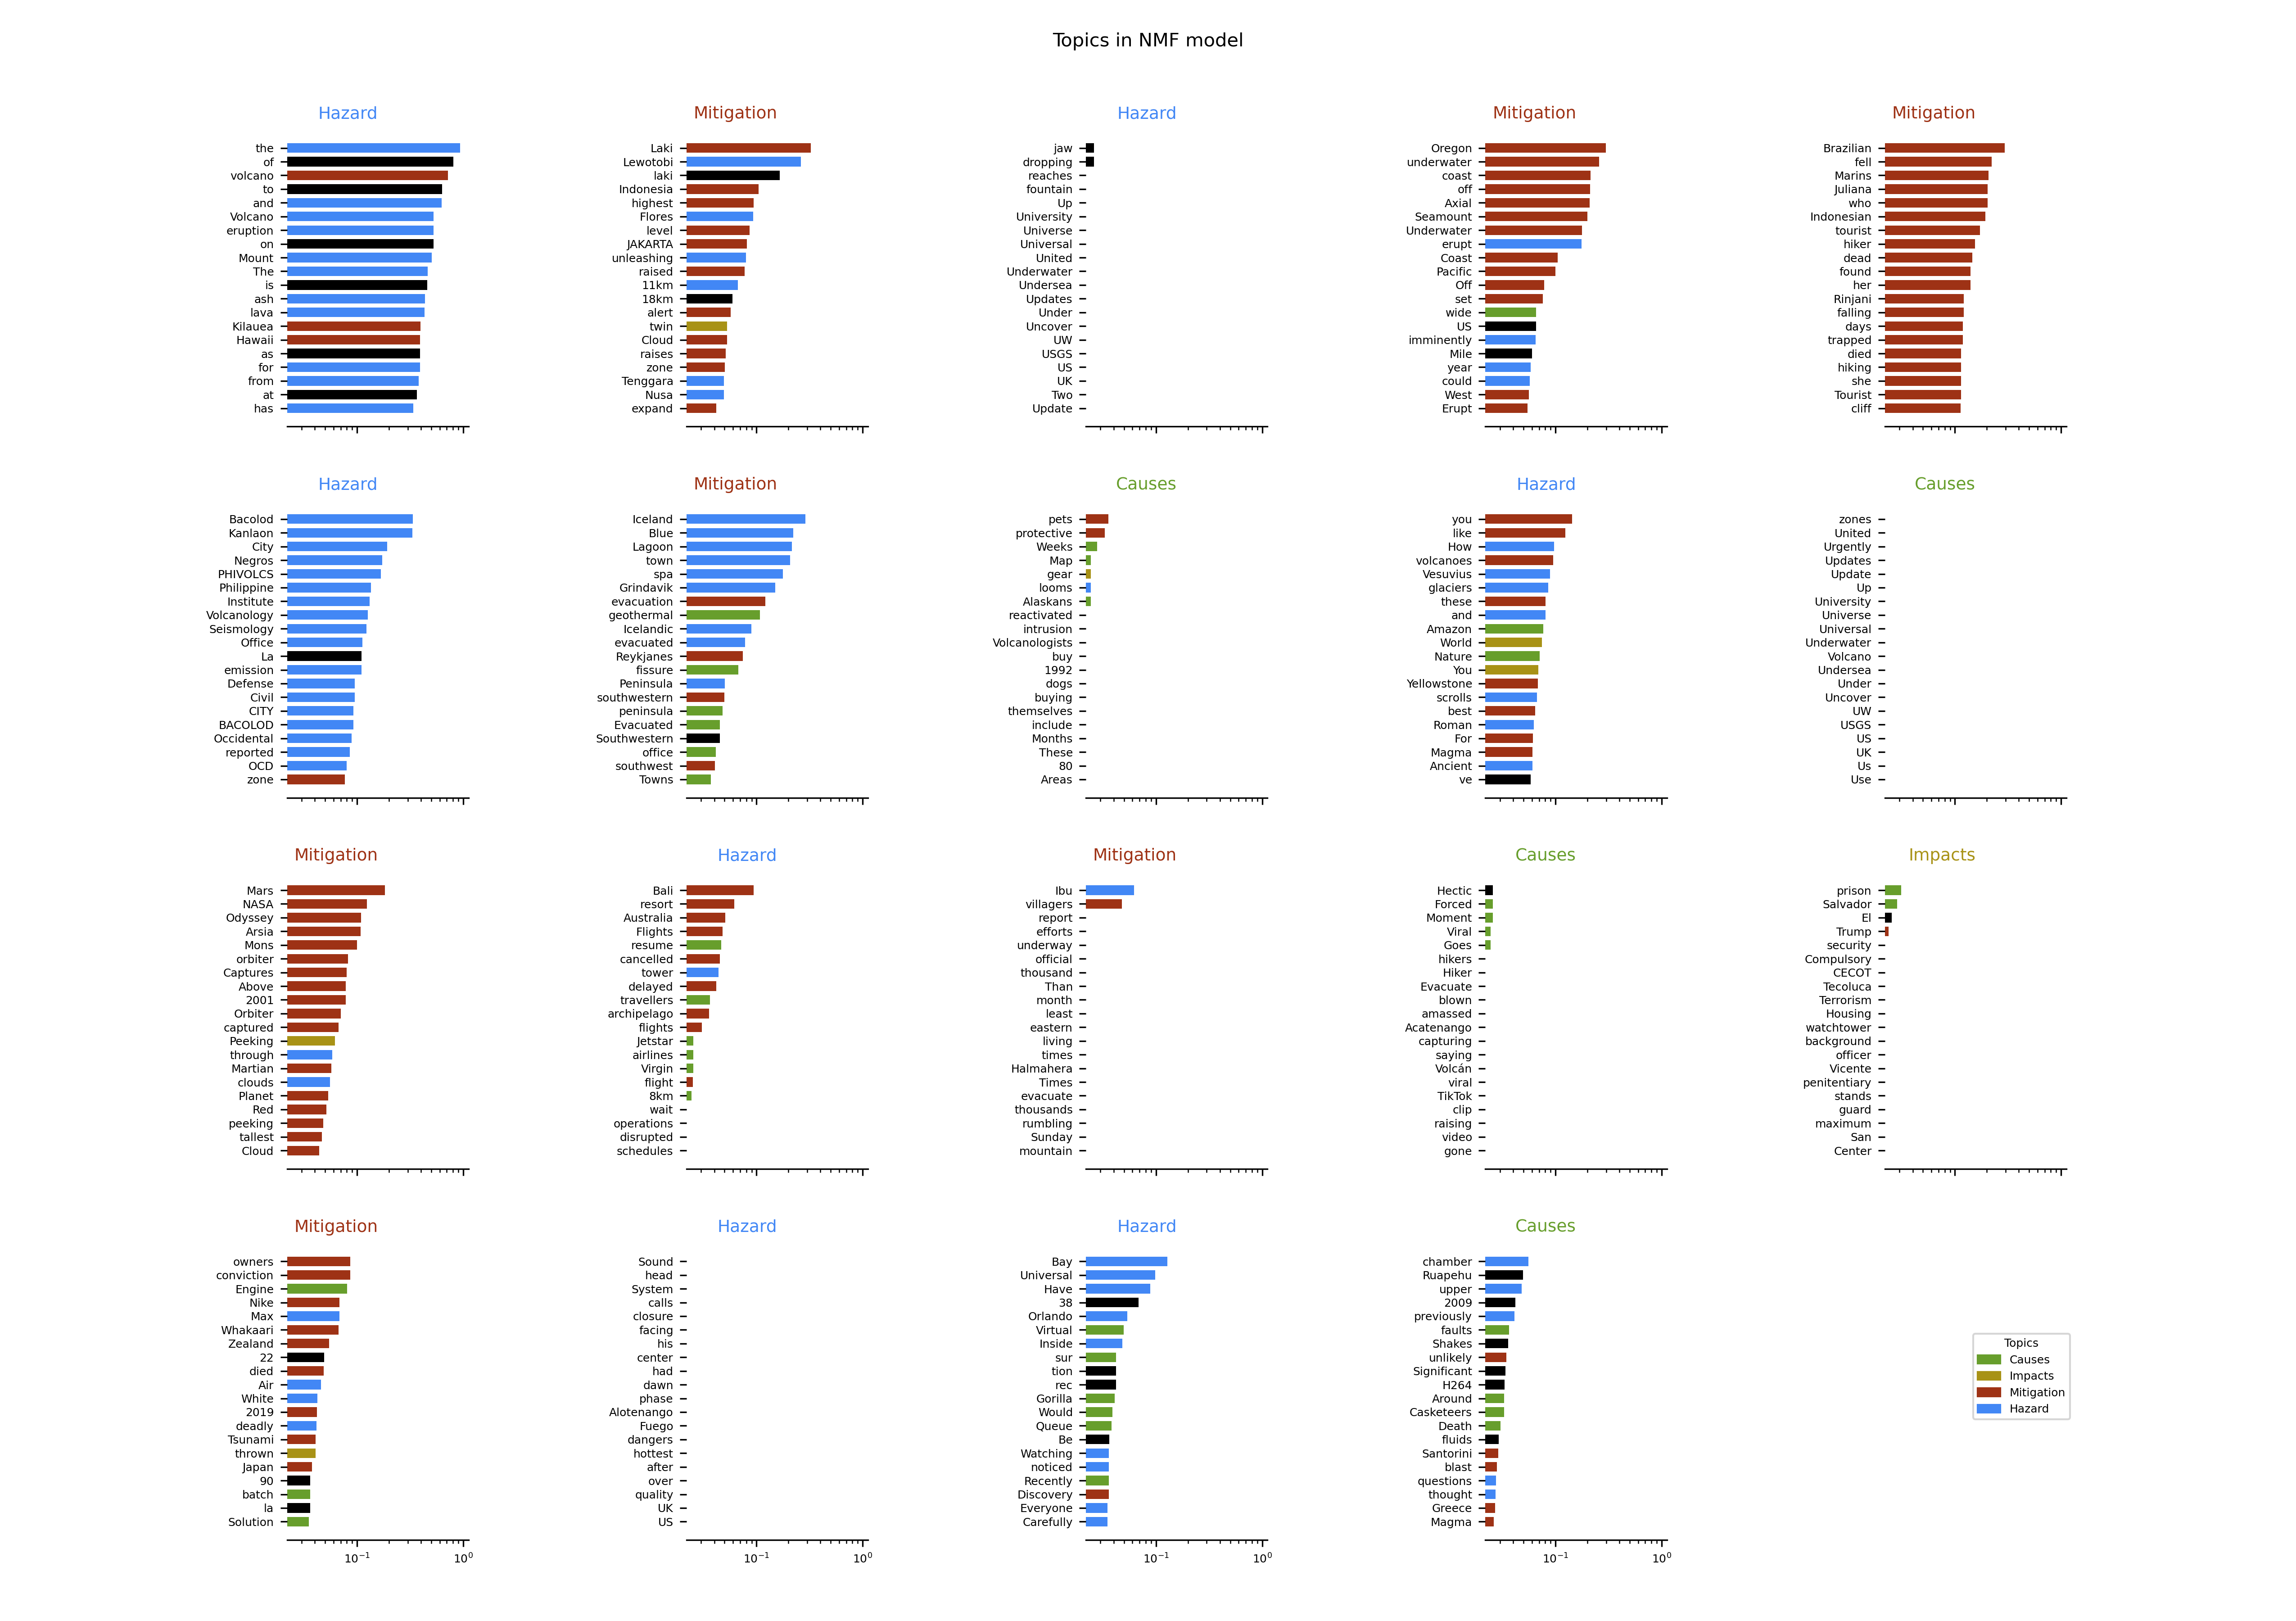 Topics in NMF model
Hazard
the
of
volcano
to
and
Volcano
eruption
on
Mount
The
is
ash
lava
Kilauea
Hawaii
as
for
from
at
has
Mitigation
Laki
Lewotobi
laki
Indonesia
highest
Flores
level
JAKARTA
unleashing
raised
11km
18km
alert
twin
Cloud
raises
zone
Tenggara
Nusa
expand
Hazard
jaw
dropping
reaches
fountain
Up
University
Universe
Universal
United
Underwater
Undersea
Updates
Under
Uncover
UW
USGS
US
UK
Two
Update
Mitigation
Oregon
underwater
coast
off
Axial
Seamount
Underwater
erupt
Coast
Pacific
Off
set
wide
US
imminently
Mile
year
could
West
Erupt
Mitigation
Brazilian
fell
Marins
Juliana
who
Indonesian
tourist
hiker
dead
found
her
Rinjani
falling
days
trapped
died
hiking
she
Tourist
cliff
Hazard
Bacolod
Kanlaon
City
Negros
PHIVOLCS
Philippine
Institute
Volcanology
Seismology
Office
La
emission
Defense
Civil
CITY
BACOLOD
Occidental
reported
OCD
zone
Mitigation
Iceland
Blue
Lagoon
town
spa
Grindavik
evacuation
geothermal
Icelandic
evacuated
Reykjanes
fissure
Peninsula
southwestern
peninsula
Evacuated
Southwestern
office
southwest
Towns
Causes
pets
protective
Weeks
Map
gear
looms
Alaskans
reactivated
intrusion
Volcanologists
buy
1992
dogs
buying
themselves
include
Months
These
80
Areas
Hazard
you
like
How
volcanoes
Vesuvius
glaciers
these
and
Amazon
World
Nature
You
Yellowstone
scrolls
best
Roman
For
Magma
Ancient
ve
Causes
zones
United
Urgently
Updates
Update
Up
University
Universe
Universal
Underwater
Volcano
Undersea
Under
Uncover
UW
USGS
US
UK
Us
Use
Mitigation
Mars
NASA
Odyssey
Arsia
Mons
orbiter
Captures
Above
2001
Orbiter
captured
Peeking
through
Martian
clouds
Planet
Red
peeking
tallest
Cloud
Hazard
Bali
resort
Australia
Flights
resume
cancelled
tower
delayed
travellers
archipelago
flights
Jetstar
airlines
Virgin
flight
8km
wait
operations
disrupted
schedules
Mitigation
Ibu
villagers
report
efforts
underway
official
thousand
Than
month
least
eastern
living
times
Halmahera
Times
evacuate
thousands
rumbling
Sunday
mountain
Causes
Hectic
Forced
Moment
Viral
Goes
hikers
Hiker
Evacuate
blown
amassed
Acatenango
capturing
saying
Volcán
viral
TikTok
clip
raising
video
gone
Impacts
prison
Salvador
El
Trump
security
Compulsory
CECOT
Tecoluca
Terrorism
Housing
watchtower
background
officer
Vicente
penitentiary
stands
guard
maximum
San
Center
Mitigation
owners
conviction
Engine
Nike
Max
Whakaari
Zealand
22
died
Air
White
2019
deadly
Tsunami
thrown
Japan
90
batch
la
Solution
10⁻¹
10⁰
Hazard
Sound
head
System
calls
closure
facing
his
center
had
dawn
phase
Alotenango
Fuego
dangers
hottest
after
over
quality
UK
US
10⁻¹
10⁰
Hazard
Bay
Universal
Have
38
Orlando
Virtual
Inside
sur
tion
rec
Gorilla
Would
Queue
Be
Watching
noticed
Recently
Discovery
Everyone
Carefully
10⁻¹
10⁰
Causes
chamber
Ruapehu
upper
2009
previously
faults
Shakes
unlikely
Significant
H264
Around
Casketeers
Death
fluids
Santorini
blast
questions
thought
Greece
Magma
10⁻¹
10⁰
Topics
Causes
Impacts
Mitigation
Hazard